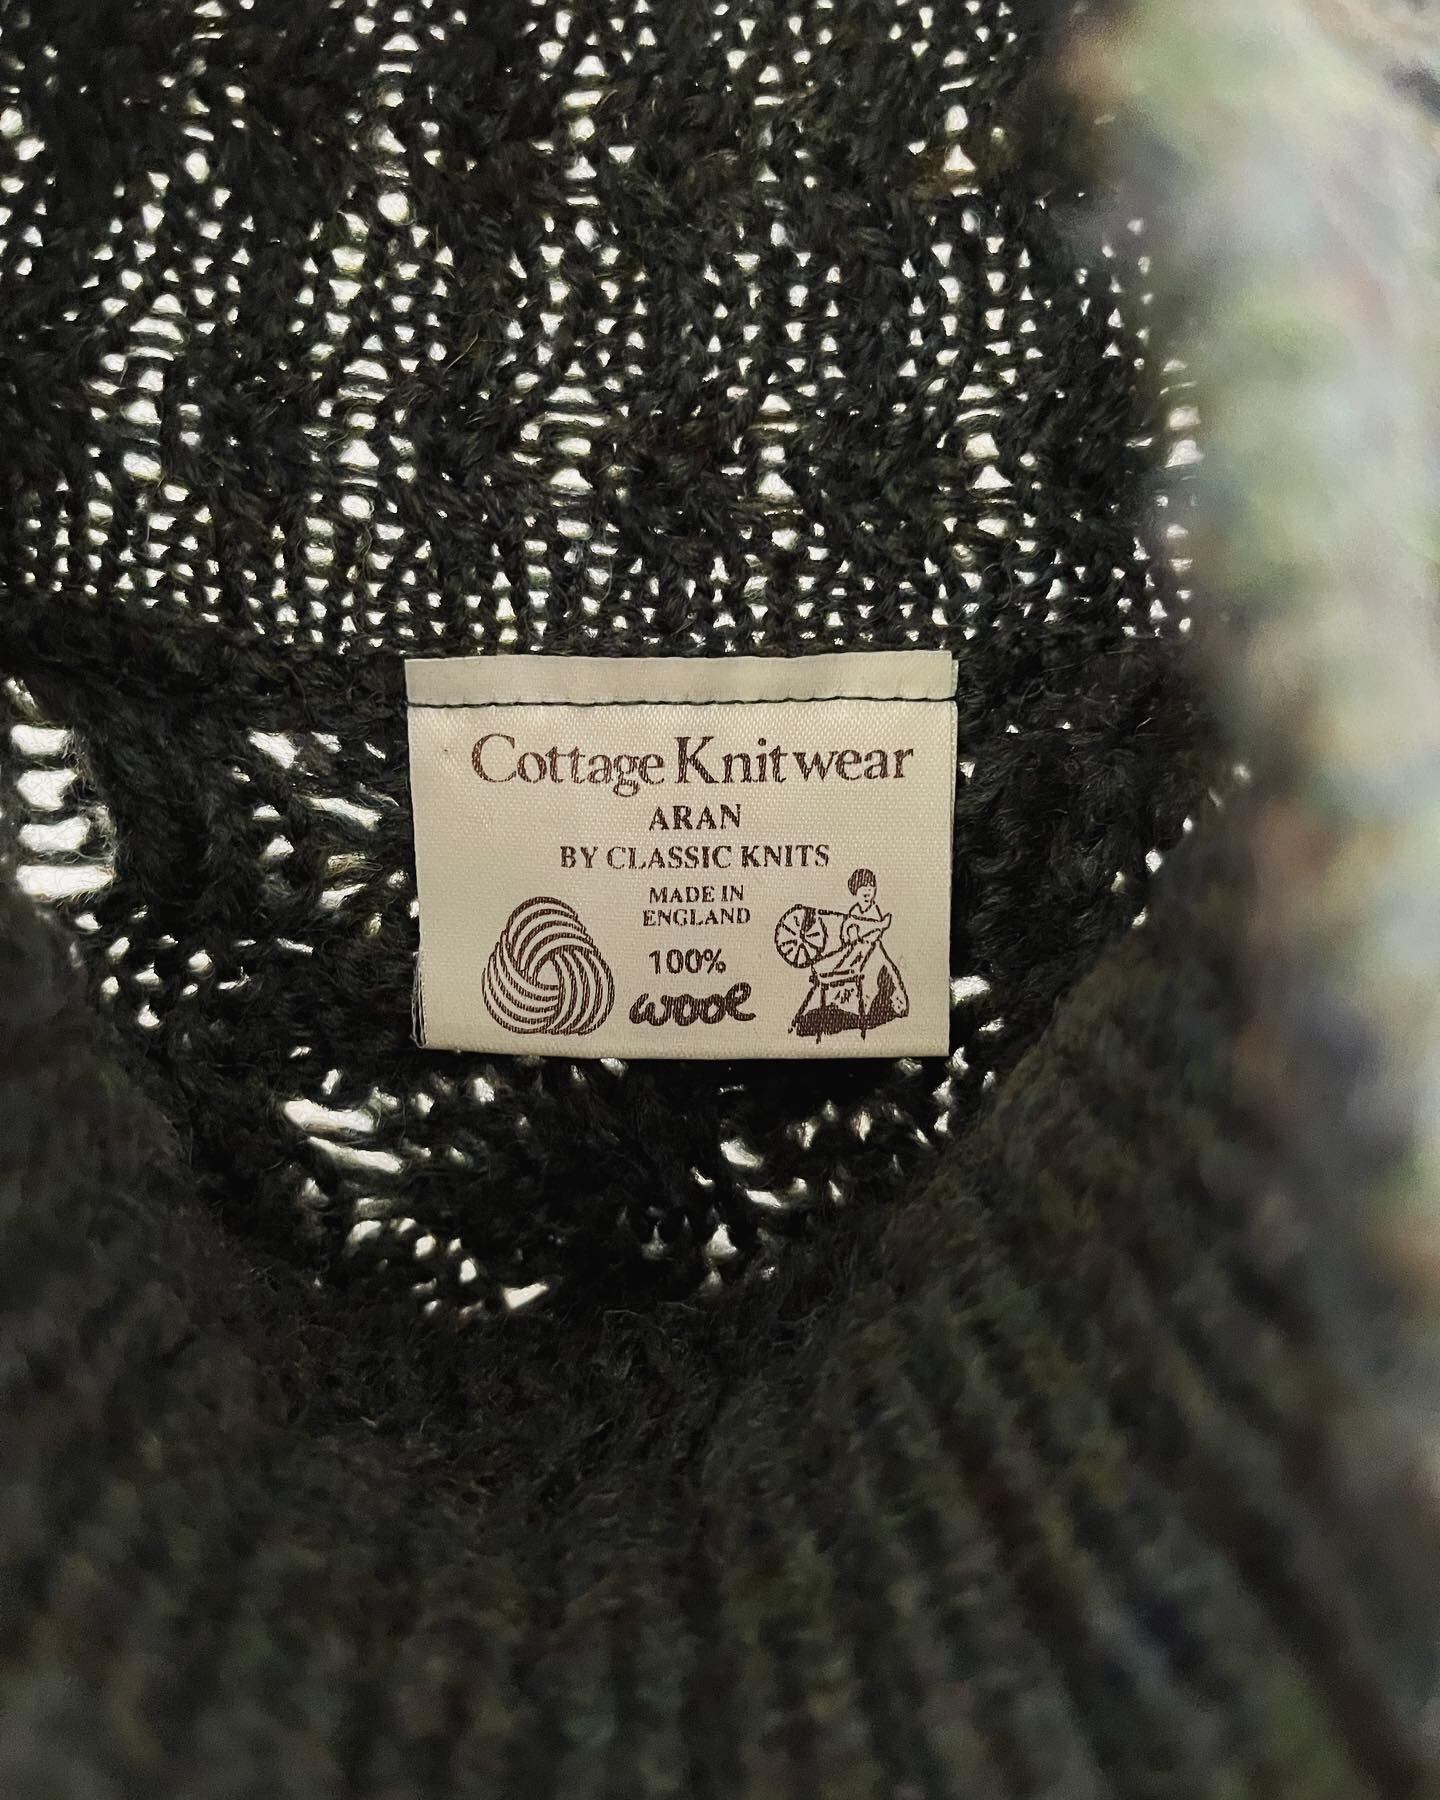 Cottage Knitwear
ARAN
BY CLASSIC KNITS
MADE IN
ENGLAND
100%
wool